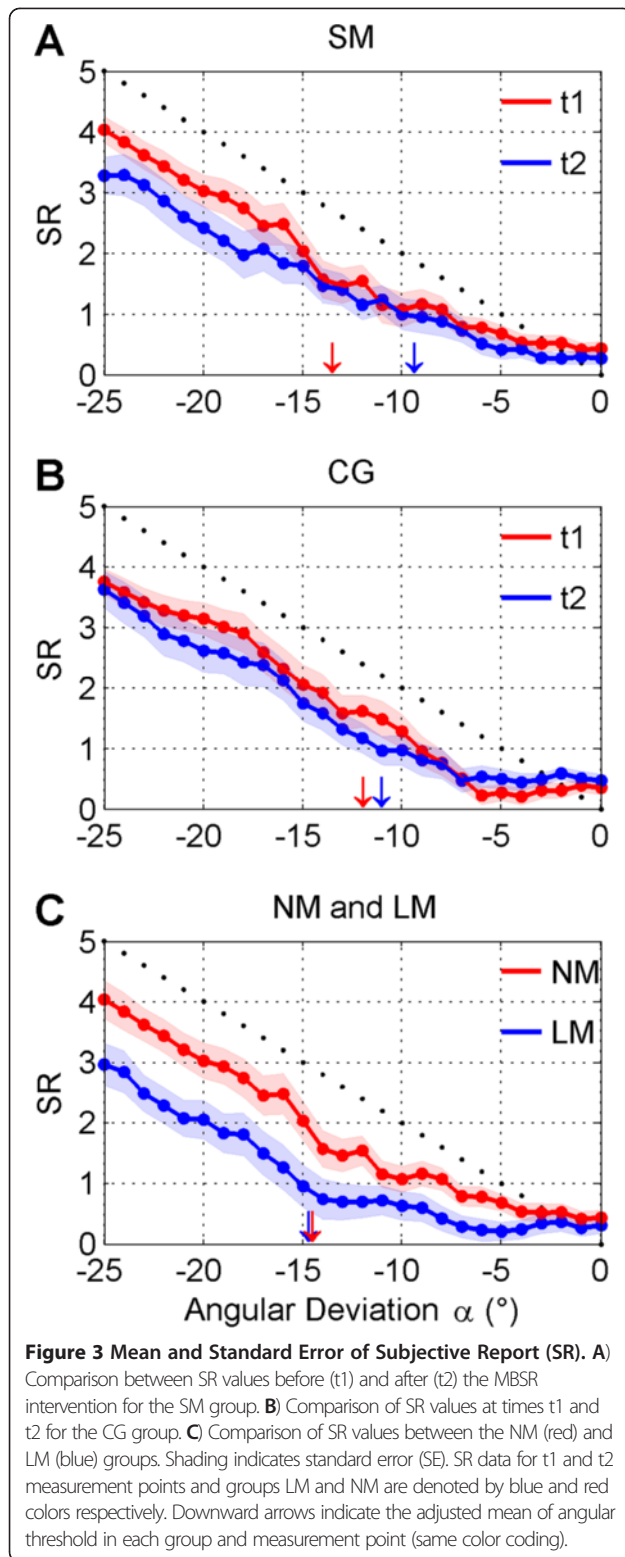 A
SM
5
4
3
2
1
0
SR
t1
t2
-25 -20 -15 -10 -5 0
B
CG
5
4
3
2
1
0
SR
t1
t2
-25 -20 -15 -10 -5 0
C
NM and LM
5
4
3
2
1
0
SR
NM
LM
-25 -20 -15 -10 -5 0
Angular Deviation α (°)
Figure 3 Mean and Standard Error of Subjective Report (SR). A)
Comparison between SR values before (t1) and after (t2) the MBSR
intervention for the SM group. B) Comparison of SR values at times t1 and
t2 for the CG group. C) Comparison of SR values between the NM (red) and
LM (blue) groups. Shading indicates standard error (SE). SR data for t1 and t2
measurement points and groups LM and NM are denoted by blue and red
colors respectively. Downward arrows indicate the adjusted mean of angular
threshold in each group and measurement point (same color coding).